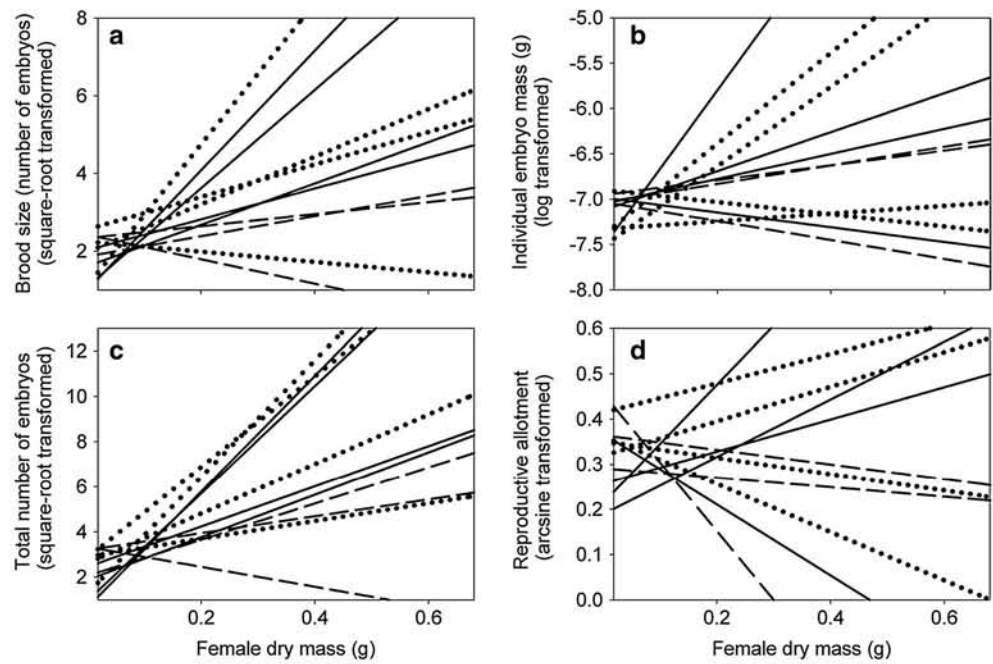 a
Brood size (number of embryos)
(square-root transformed)
8
6
4
2
b
Individual embryo mass (g)
(log transformed)
-5.0
-5.5
-6.0
-6.5
-7.0
-7.5
-8.0
c
Total number of embryos
(square-root transformed)
12
10
8
6
4
2
0.2
0.4
0.6
Female dry mass (g)
d
Reproductive allotment
(arcsine transformed)
0.6
0.5
0.4
0.3
0.2
0.1
0.0
0.2
0.4
0.6
Female dry mass (g)